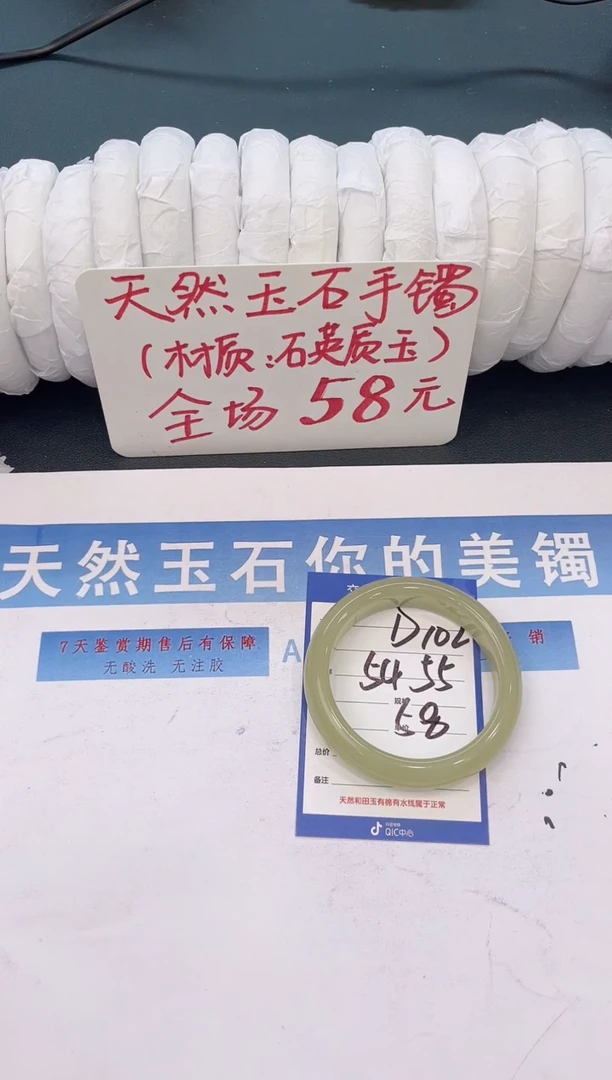 天然玉石手镯
(材质:石英质玉)
全场58元
天然玉石你的美镯
7天鉴赏期售后有保障
无酸洗 无注胶
A
销
D102
54 55
58
总价
备注
天然和田玉有棉有水线属于正常
QIC中心